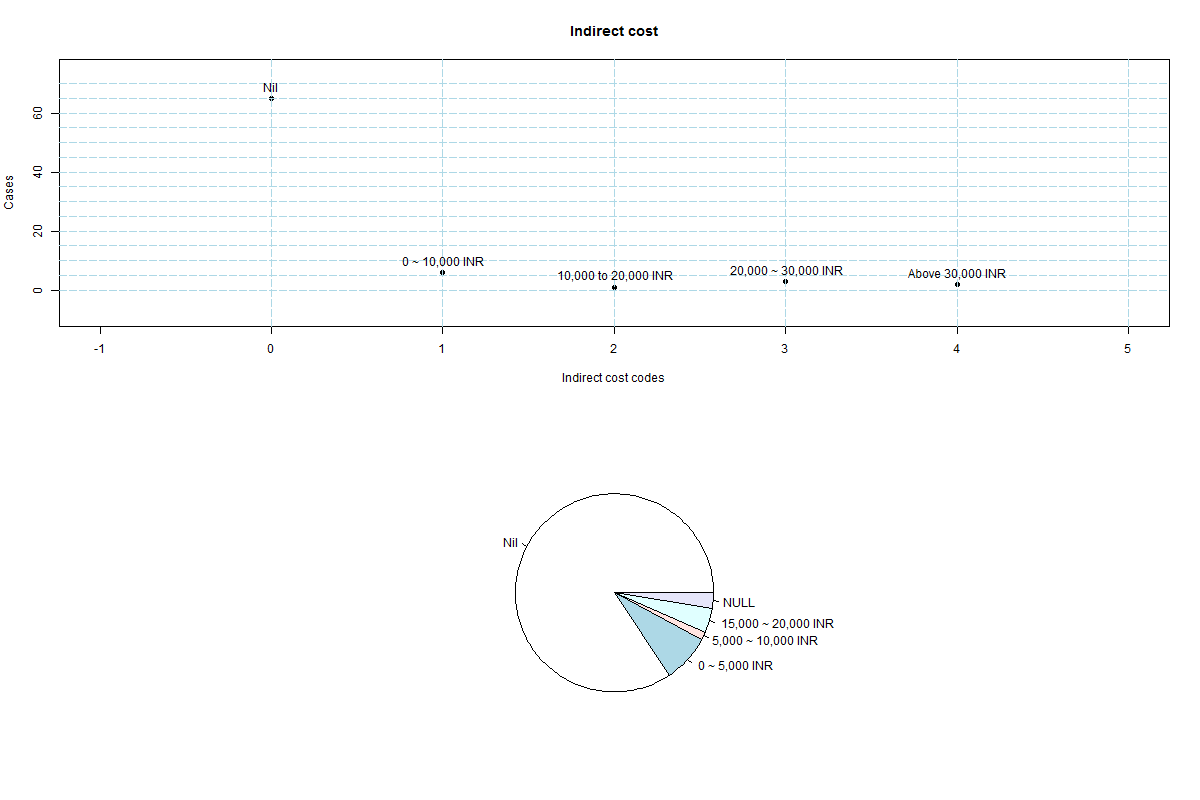 Indirect cost
Cases
60
40
20
0
Nil
0 ~ 10,000 INR
10,000 to 20,000 INR
20,000 ~ 30,000 INR
Above 30,000 INR
-1
0
1
2
3
4
5
Indirect cost codes
Nil
NULL
15,000 ~ 20,000 INR
5,000 ~ 10,000 INR
0 ~ 5,000 INR